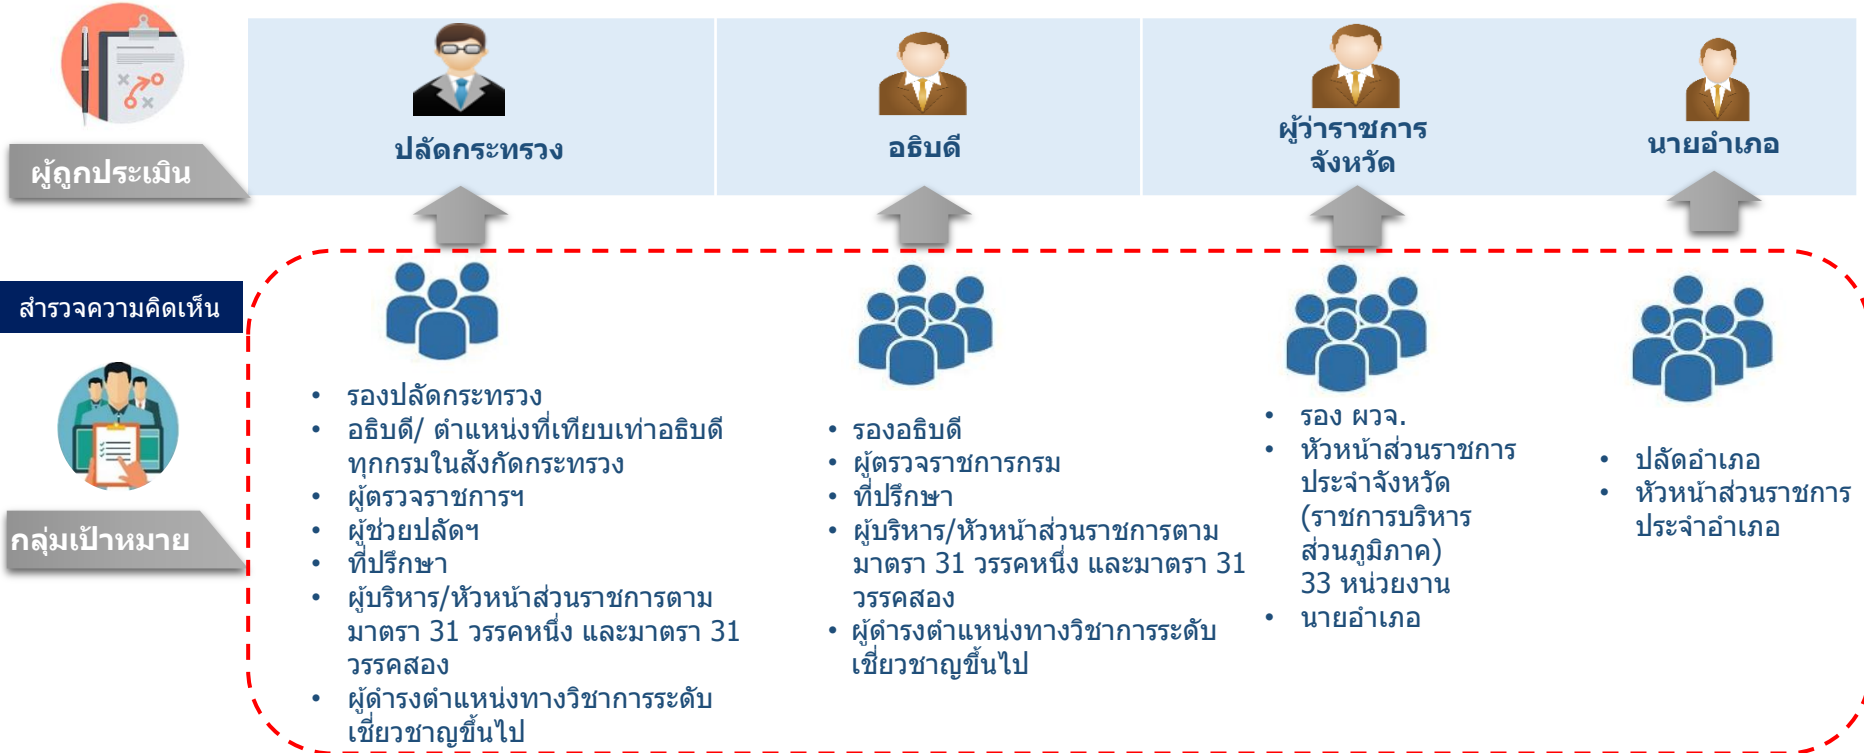 ผู้ถูกประเมิน
ปลัดกระทรวง
อธิบดี
ผู้ว่าราชการ
จังหวัด
นายอำเภอ
สำรวจความคิดเห็น
กลุ่มเป้าหมาย
• รองปลัดกระทรวง
• อธิบดี/ ตำแหน่งที่เทียบเท่าอธิบดี
ทุกกรมในสังกัดกระทรวง
• ผู้ตรวจราชการฯ
• ผู้ช่วยปลัดฯ
• ที่ปรึกษา
• ผู้บริหาร/หัวหน้าส่วนราชการตาม
มาตรา 31 วรรคหนึ่ง และมาตรา 31
วรรคสอง
• ผู้ดำรงตำแหน่งทางวิชาการระดับ
เชี่ยวชาญขึ้นไป
• รองอธิบดี
• ผู้ตรวจราชการกรม
• ที่ปรึกษา
• ผู้บริหาร/หัวหน้าส่วนราชการตาม
มาตรา 31 วรรคหนึ่ง และมาตรา 31
วรรคสอง
• ผู้ดำรงตำแหน่งทางวิชาการระดับ
เชี่ยวชาญขึ้นไป
• รอง ผวจ.
• หัวหน้าส่วนราชการ
ประจำจังหวัด
(ราชการบริหาร
ส่วนภูมิภาค)
33 หน่วยงาน
• นายอำเภอ
• ปลัดอำเภอ
• หัวหน้าส่วนราชการ
ประจำอำเภอ